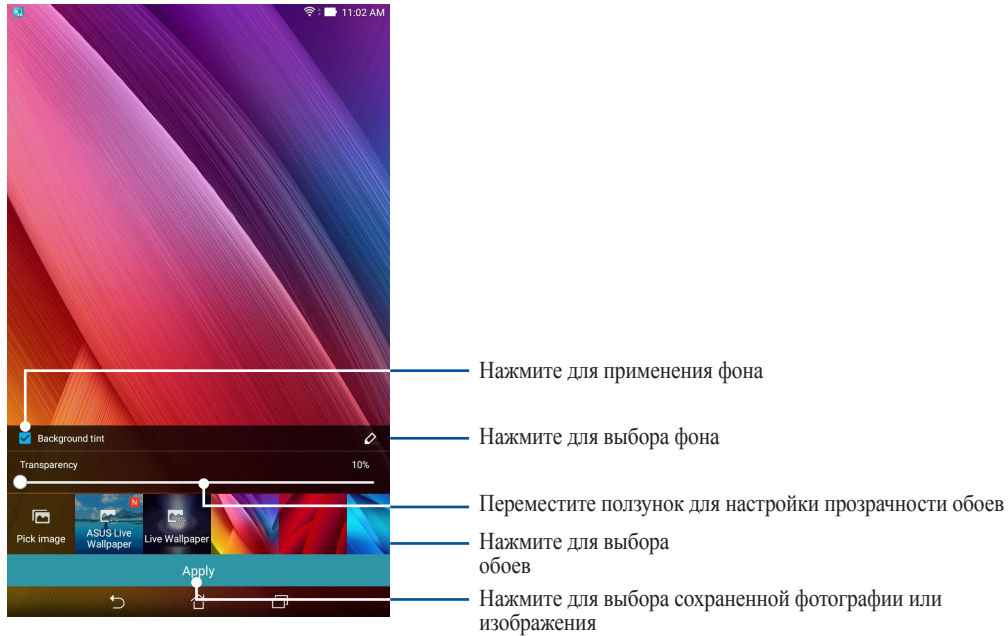 11:02 AM
Нажмите для применения фона
Background tint
Нажмите для выбора фона
Transparency 10%
Переместите ползунок для настройки прозрачности обоев
N
Pick image
ASUS Live
Wallpaper
Live Wallpaper
Нажмите для выбора
обоев
Apply
Нажмите для выбора сохраненной фотографии или
изображения